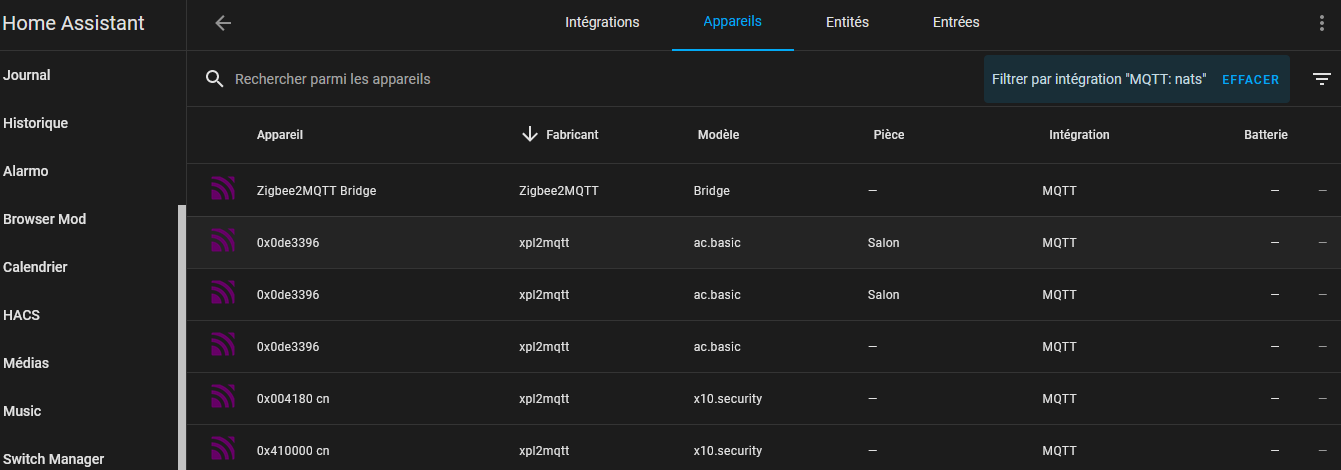 Home Assistant
Intégrations Appareils Entités Entrées
Journal
Rechercher parmi les appareils
Filtrer par intégration "MQTT: nats" EFFACER
Historique
Appareil Fabricant Modèle Pièce Intégration Batterie
Alarmo
Zigbee2MQTT Bridge Zigbee2MQTT Bridge — MQTT — —
Browser Mod
0x0de3396 xpl2mqtt ac.basic Salon MQTT — —
Calendrier
0x0de3396 xpl2mqtt ac.basic Salon MQTT — —
HACS
0x0de3396 xpl2mqtt ac.basic — MQTT — —
Médias
0x004180 cn xpl2mqtt x10.security — MQTT — —
Music
0x410000 cn xpl2mqtt x10.security — MQTT — —
Switch Manager